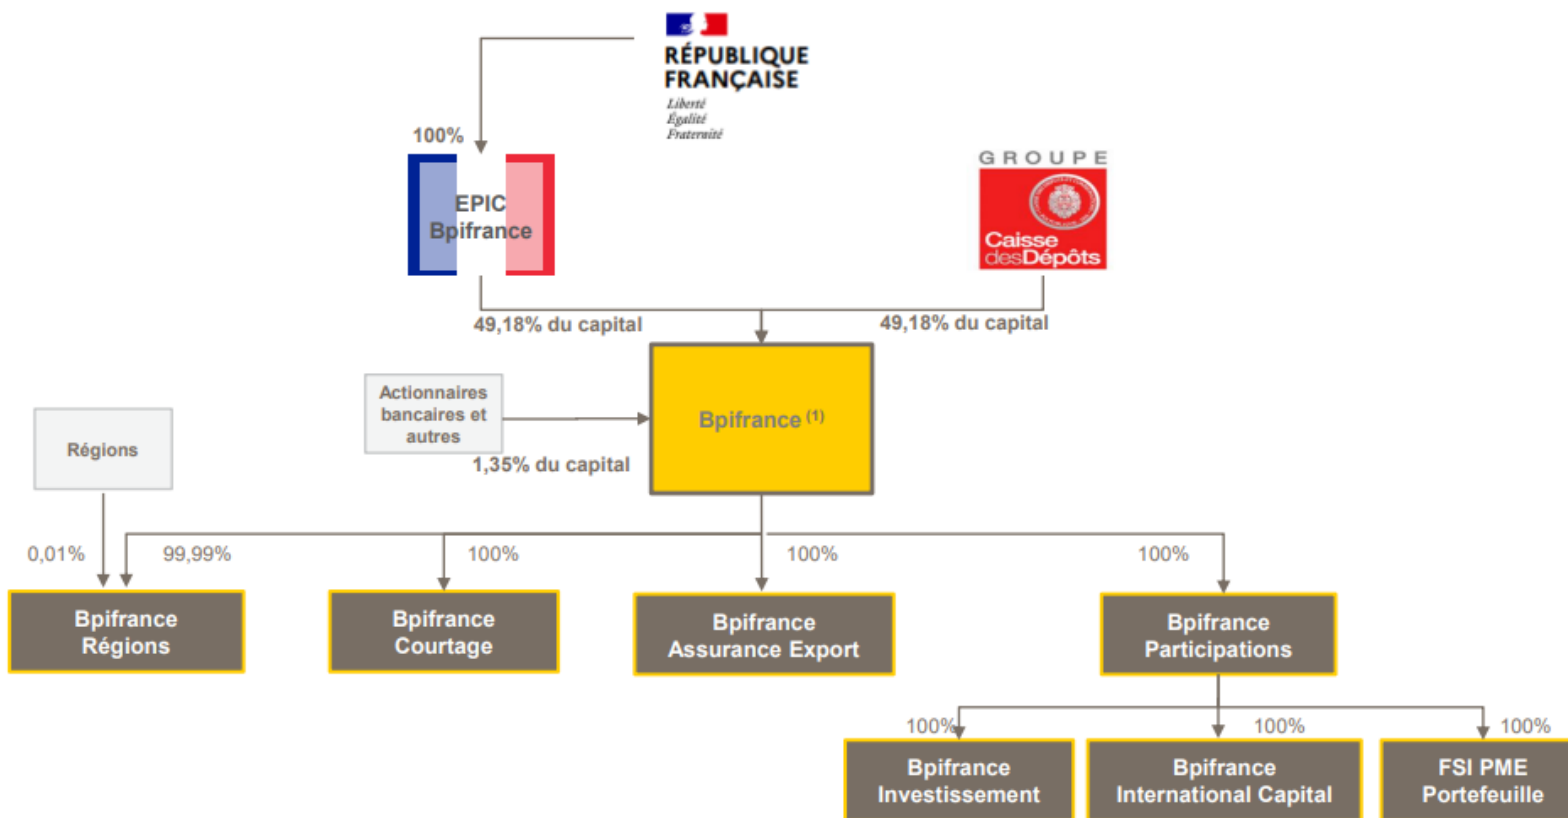 RÉPUBLIQUE
FRANÇAISE
Liberté
Égalité
Fraternité
100%
EPIC
Bpifrance
GROUPE
Caisse
desDépôts
49,18% du capital
49,18% du capital
Actionnaires
bancaires et
autres
1,35% du capital
Bpifrance (1)
Régions
0,01%
99,99%
100%
100%
100%
Bpifrance
Régions
Bpifrance
Courtage
Bpifrance
Assurance Export
Bpifrance
Participations
100%
100%
100%
Bpifrance
Investissement
Bpifrance
International Capital
FSI PME
Portefeuille